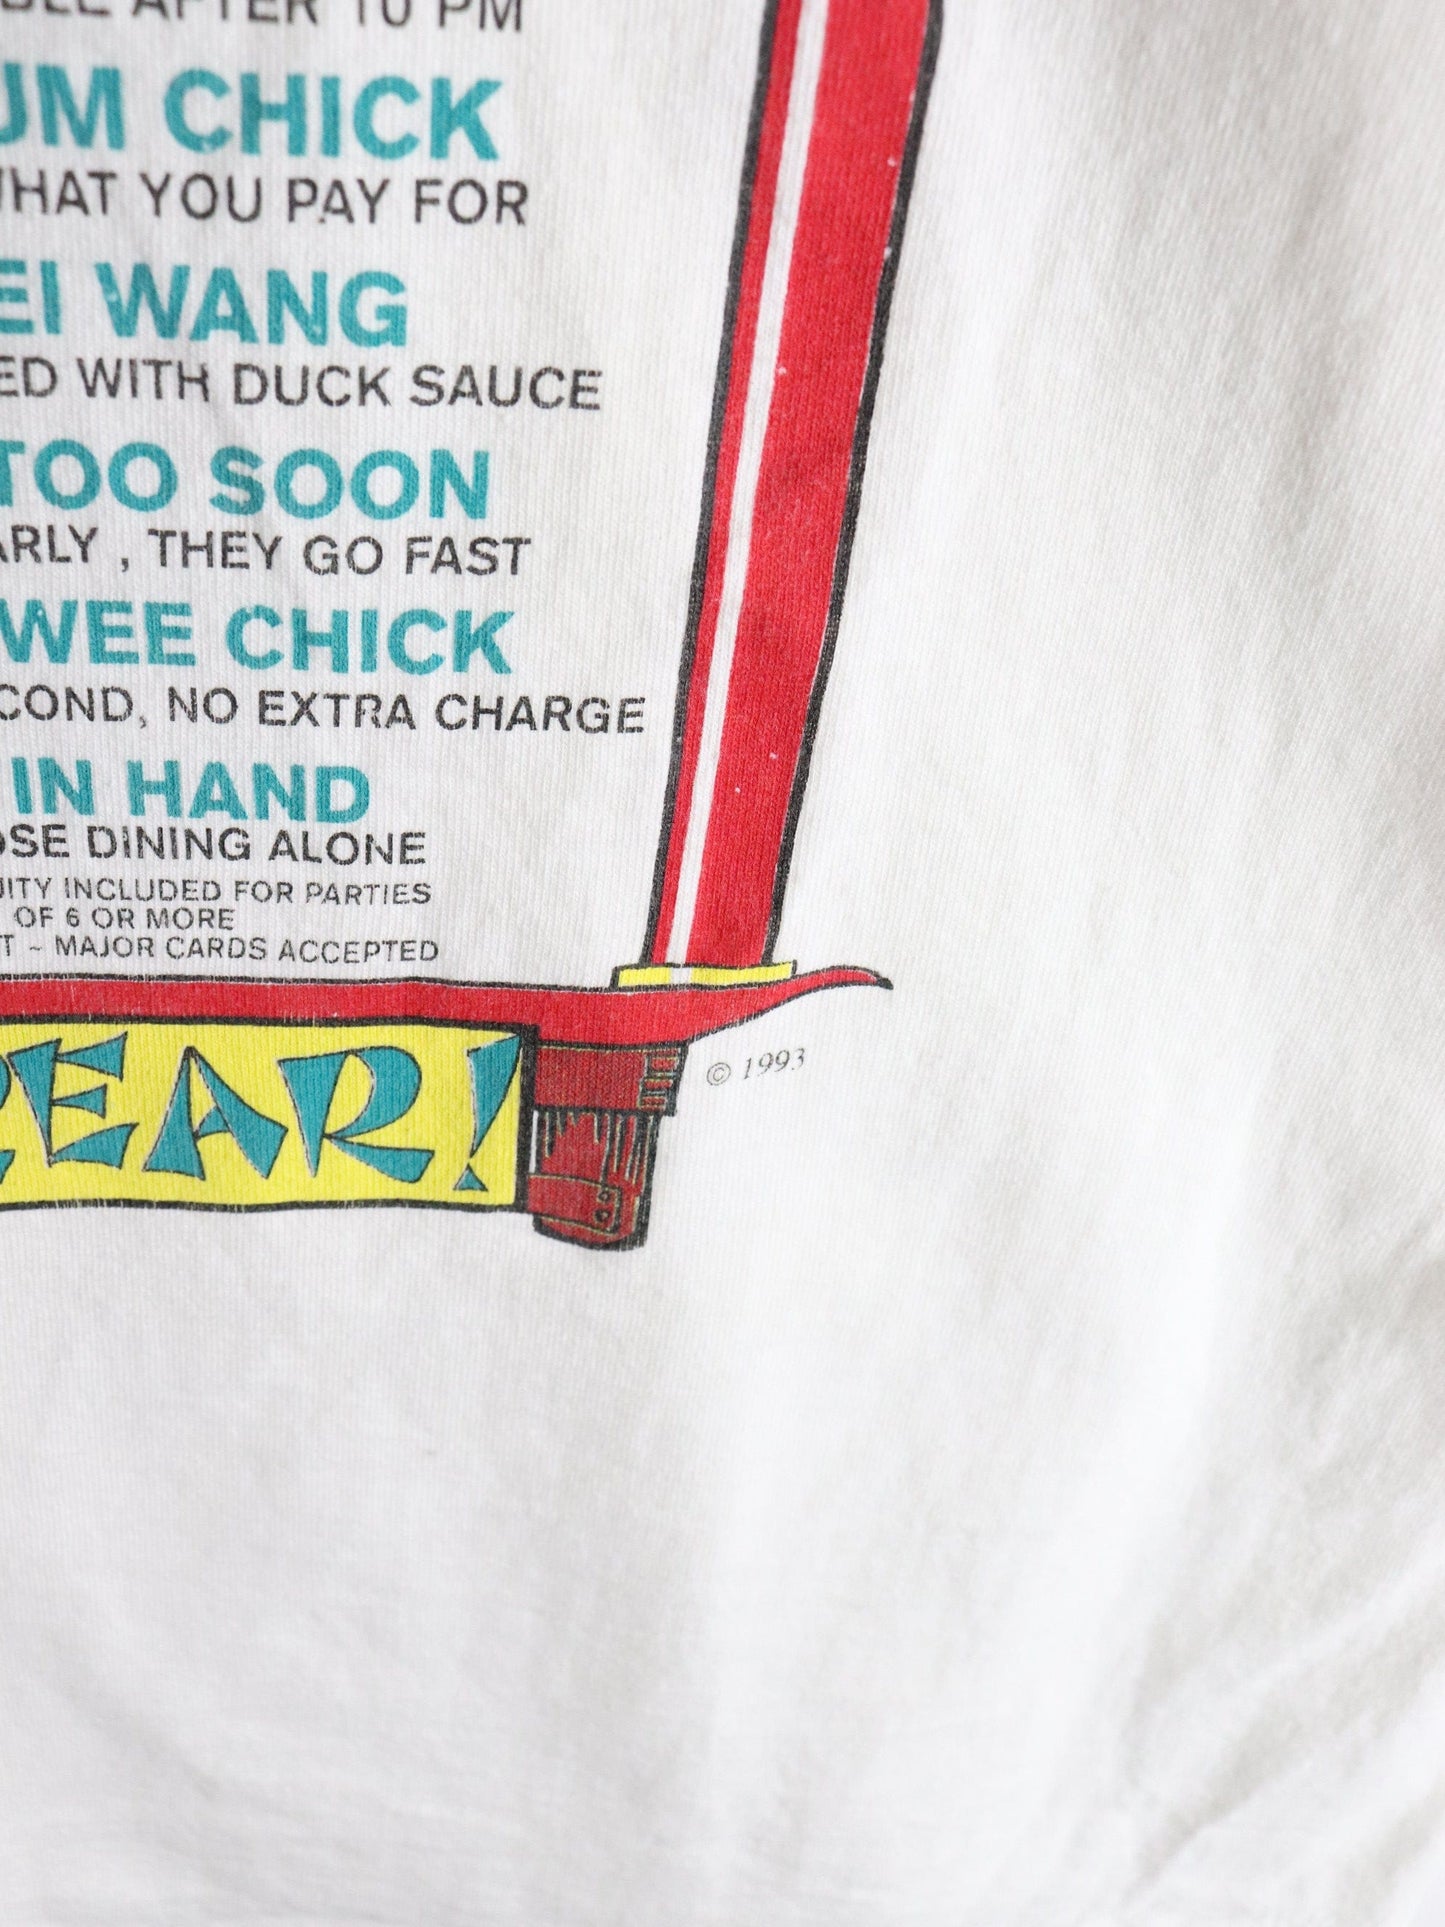 AFTER 10 PM
UM CHICK
WHAT YOU PAY FOR
EI WANG
ED WITH DUCK SAUCE
TOO SOON
ARLY , THEY GO FAST
WEE CHICK
COND, NO EXTRA CHARGE
IN HAND
OSE DINING ALONE
UITY INCLUDED FOR PARTIES
OF 6 OR MORE
T ~ MAJOR CARDS ACCEPTED
EAR!
© 1993